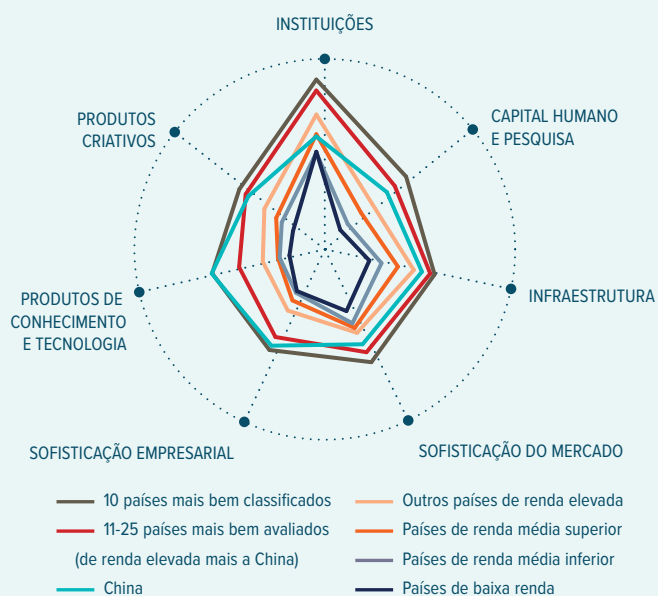 INSTITUIÇÕES
CAPITAL HUMANO
E PESQUISA
INFRAESTRUTURA
SOFISTICAÇÃO DO MERCADO
SOFISTICAÇÃO EMPRESARIAL
PRODUTOS DE
CONHECIMENTO
E TECNOLOGIA
PRODUTOS
CRIATIVOS
10 países mais bem classificados
11-25 países mais bem avaliados
(de renda elevada mais a China)
China
Outros países de renda elevada
Países de renda média superior
Países de renda média inferior
Países de baixa renda